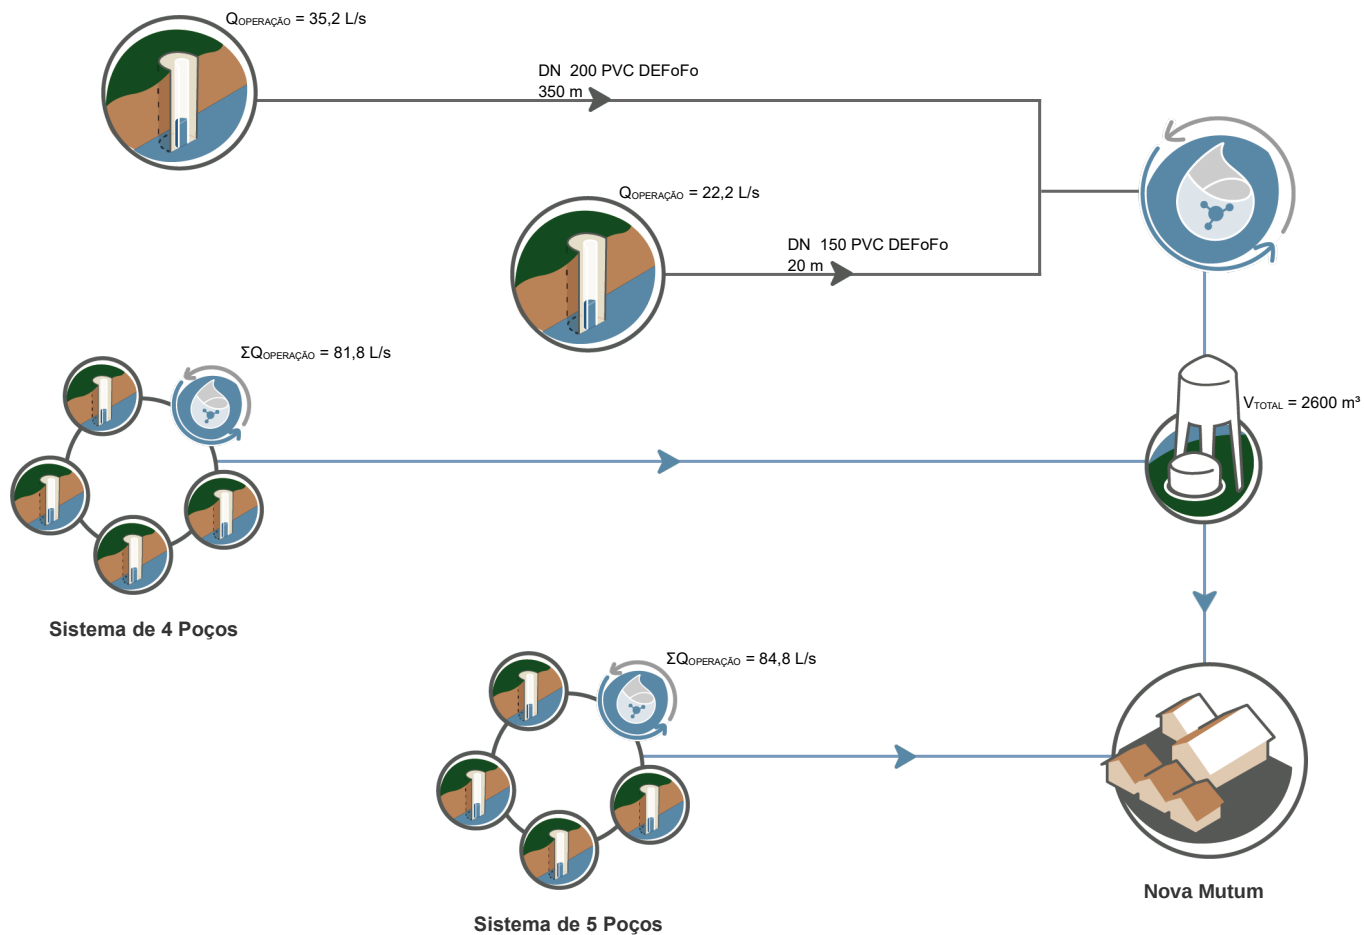 QOPERAÇÃO = 35,2 L/s
DN 200 PVC DEFoFo
350 m
QOPERAÇÃO = 22,2 L/s
DN 150 PVC DEFoFo
20 m
ΣQOPERAÇÃO = 81,8 L/s
VTOTAL = 2600 m³
Sistema de 4 Poços
ΣQOPERAÇÃO = 84,8 L/s
Nova Mutum
Sistema de 5 Poços